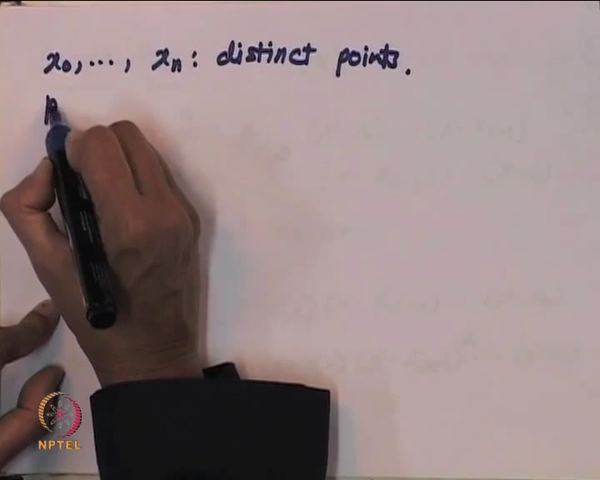 x₀, ..., xₙ : distinct points.
NPTEL